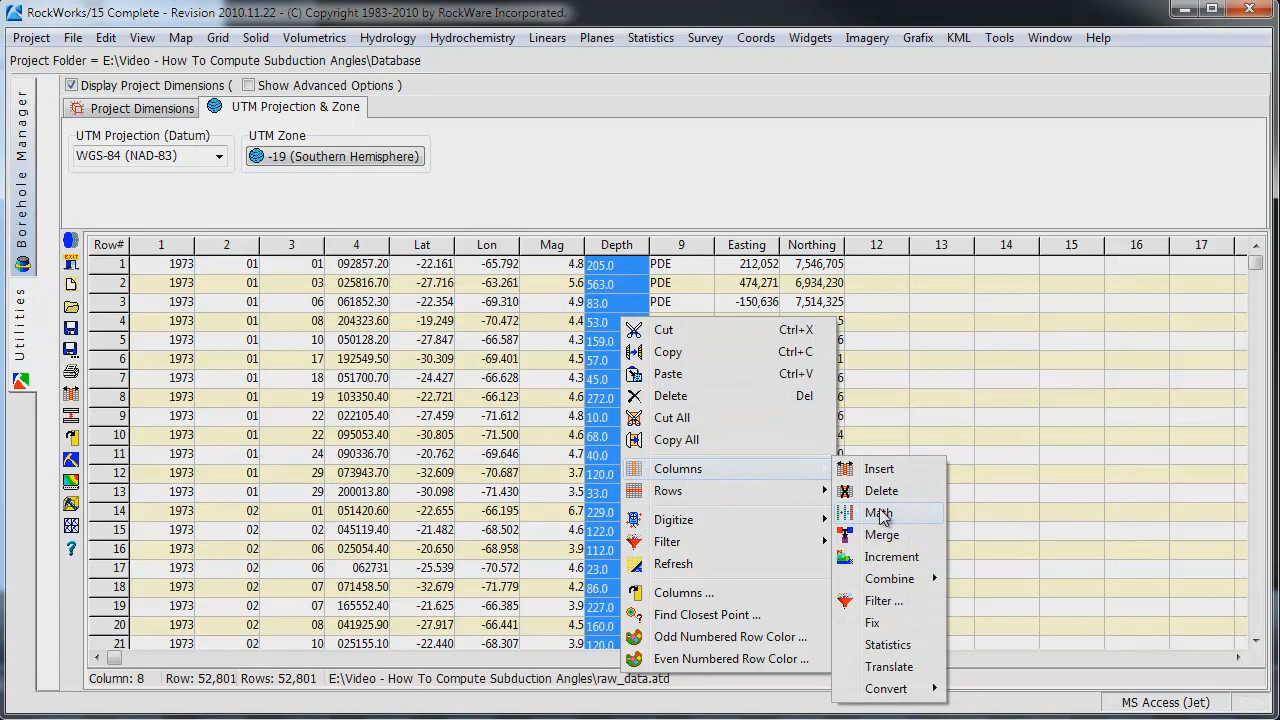 RockWorks/15 Complete - Revision 2010.11.22 - (C) Copyright 1983-2010 by RockWare Incorporated.
Project File Edit View Map Grid Solid Volumetrics Hydrology Hydrochemistry Linears Planes Statistics Survey Coords Widgets Imagery Grafix KML Tools Window Help
Project Folder = E:\Video - How To Compute Subduction Angles\Database
Borehole Manager
Utilities
Display Project Dimensions ( Show Advanced Options )
Project Dimensions UTM Projection & Zone
UTM Projection (Datum) UTM Zone
WGS-84 (NAD-83) -19 (Southern Hemisphere)
Row# 1 2 3 4 Lat Lon Mag Depth 9 Easting Northing 12 13 14 15 16 17
1 1973 01 01 092857.20 -22.161 -65.792 4.8 205.0 PDE 212,052 7,546,705
2 1973 01 03 025816.70 -27.716 -63.261 5.6 563.0 PDE 474,271 6,934,230
3 1973 01 06 061852.30 -22.354 -69.310 4.9 83.0 PDE -150,636 7,514,325
4 1973 01 08 204323.60 -19.249 -70.472 4.4 53.0 5
5 1973 01 10 050128.20 -27.847 -66.587 4.3 159.0 6
6 1973 01 17 192549.50 -30.309 -69.401 4.5 57.0 1
7 1973 01 18 051700.70 -24.427 -66.628 4.3 45.0 6
8 1973 01 19 103350.40 -22.721 -66.123 4.6 272.0 6
9 1973 01 22 022105.40 -27.459 -71.612 4.8 10.0 6
10 1973 01 22 095053.40 -30.805 -71.500 4.6 68.0 4
11 1973 01 24 090336.70 -30.067 -71.540 4.7 40.0 0
12 1973 01 29 073943.70 -32.609 -70.687 3.7 120.0
13 1973 01 29 200013.80 -30.098 -71.431 4.9 33.0
14 1973 02 01 051420.60 -22.655 -66.195 4.6 229.0
15 1973 02 02 045119.40 -21.482 -68.502 4.6 122.0
16 1973 02 06 025054.40 -20.650 -68.958 3.9 112.0
17 1973 02 06 062731 -25.539 -70.572 4.6 23.0
18 1973 02 07 071458.50 -32.679 -71.779 4.2 86.0
19 1973 02 07 165552.40 -21.625 -66.385 3.9 227.0
20 1973 02 08 041925.90 -27.917 -66.441 4.5 160.0
21 1973 02 10 025155.10 -22.440 -68.307 3.9 120.0
Cut Ctrl+X
Copy Ctrl+C
Paste Ctrl+V
Delete Del
Cut All
Copy All
Columns
Rows
Digitize
Filter
Refresh
Columns ...
Find Closest Point ...
Odd Numbered Row Color ...
Even Numbered Row Color ...
Insert
Delete
Math
Merge
Increment
Combine
Filter ...
Fix
Statistics
Translate
Convert
Column: 8 Row: 52,801 Rows: 52,801 E:\Video - How To Compute Subduction Angles\raw_data.atd
MS Access (Jet)